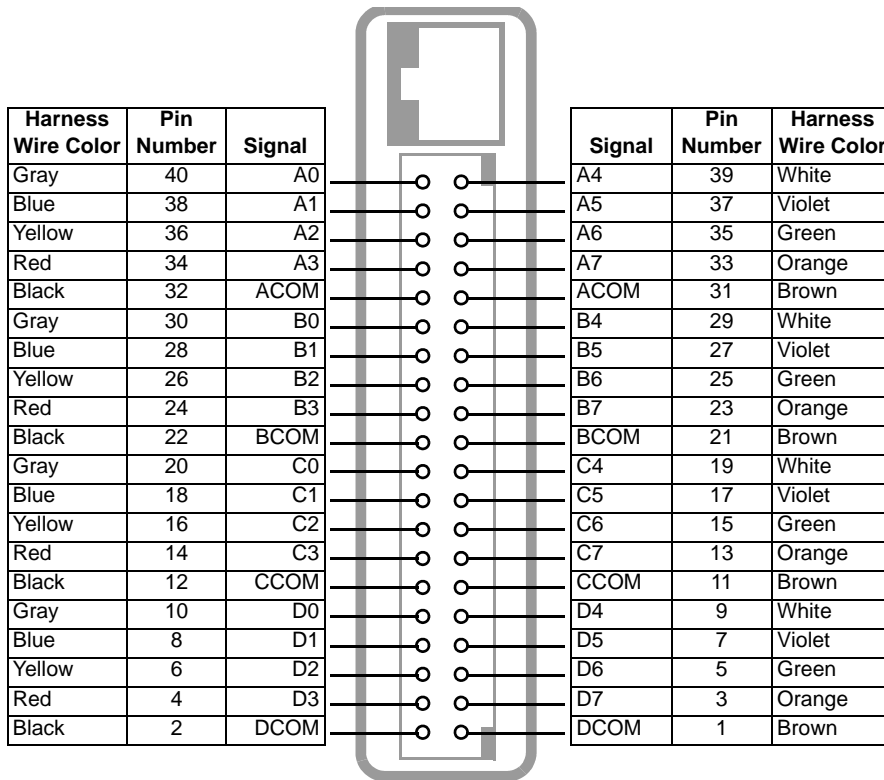 Harness Wire Color Pin Number Signal
Gray 40 A0
Blue 38 A1
Yellow 36 A2
Red 34 A3
Black 32 ACOM
Gray 30 B0
Blue 28 B1
Yellow 26 B2
Red 24 B3
Black 22 BCOM
Gray 20 C0
Blue 18 C1
Yellow 16 C2
Red 14 C3
Black 12 CCOM
Gray 10 D0
Blue 8 D1
Yellow 6 D2
Red 4 D3
Black 2 DCOM
Signal Pin Number Harness Wire Color
A4 39 White
A5 37 Violet
A6 35 Green
A7 33 Orange
ACOM 31 Brown
B4 29 White
B5 27 Violet
B6 25 Green
B7 23 Orange
BCOM 21 Brown
C4 19 White
C5 17 Violet
C6 15 Green
C7 13 Orange
CCOM 11 Brown
D4 9 White
D5 7 Violet
D6 5 Green
D7 3 Orange
DCOM 1 Brown